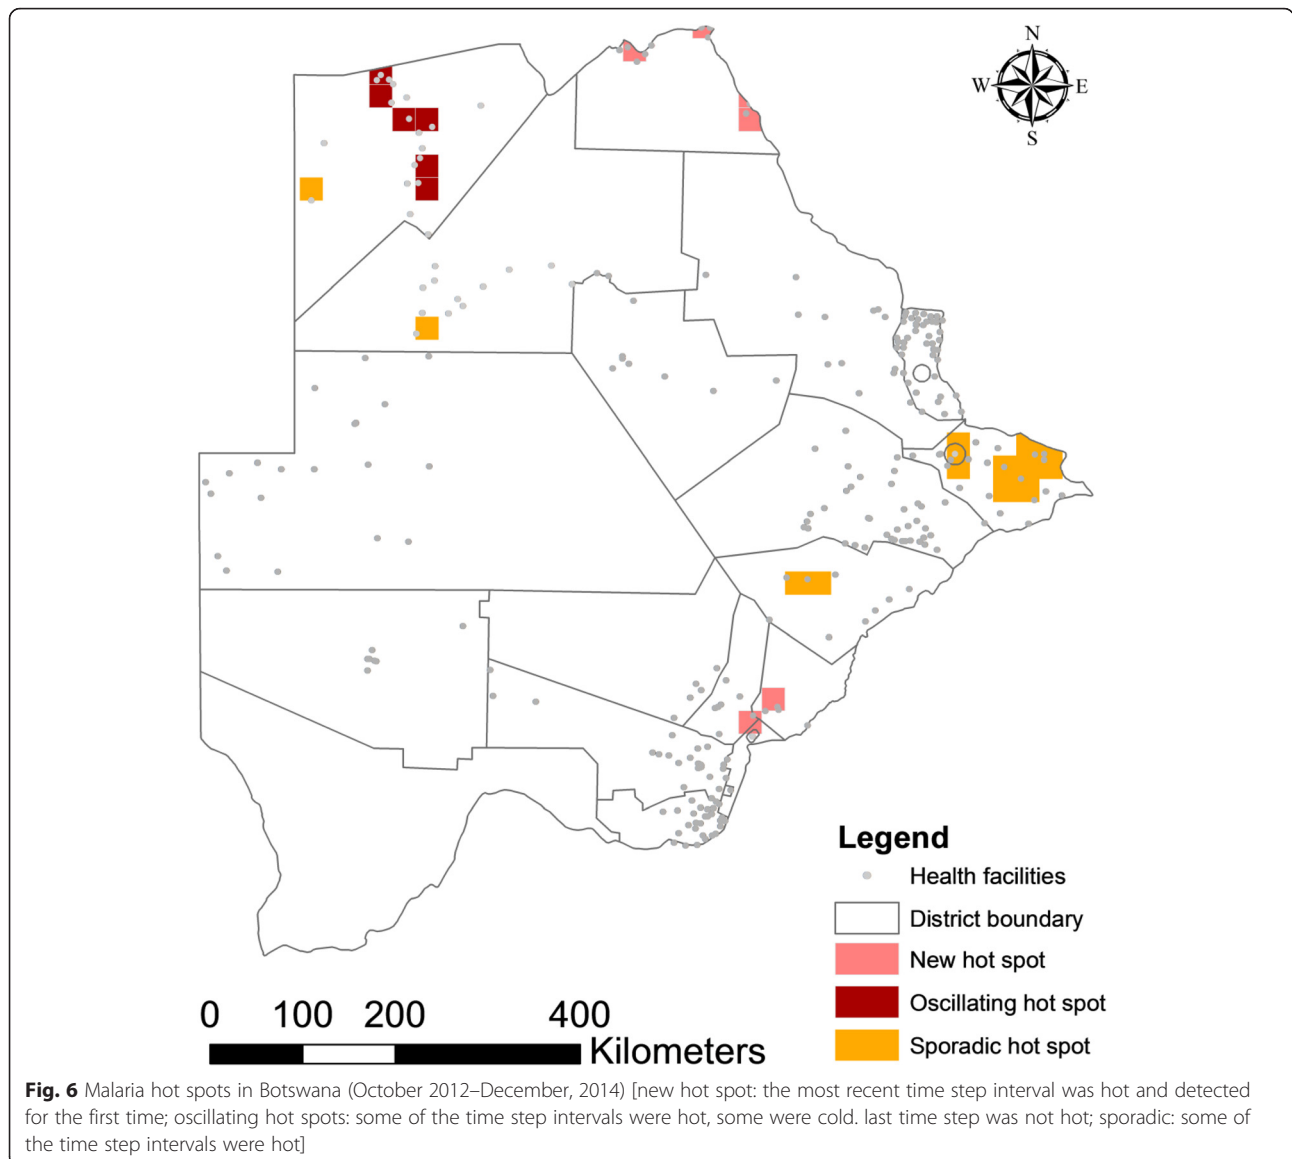 N
W E
S
Legend
Health facilities
District boundary
New hot spot
Oscillating hot spot
Sporadic hot spot
0 100 200 400
Kilometers
Fig. 6 Malaria hot spots in Botswana (October 2012–December, 2014) [new hot spot: the most recent time step interval was hot and detected
for the first time; oscillating hot spots: some of the time step intervals were hot, some were cold. last time step was not hot; sporadic: some of
the time step intervals were hot]